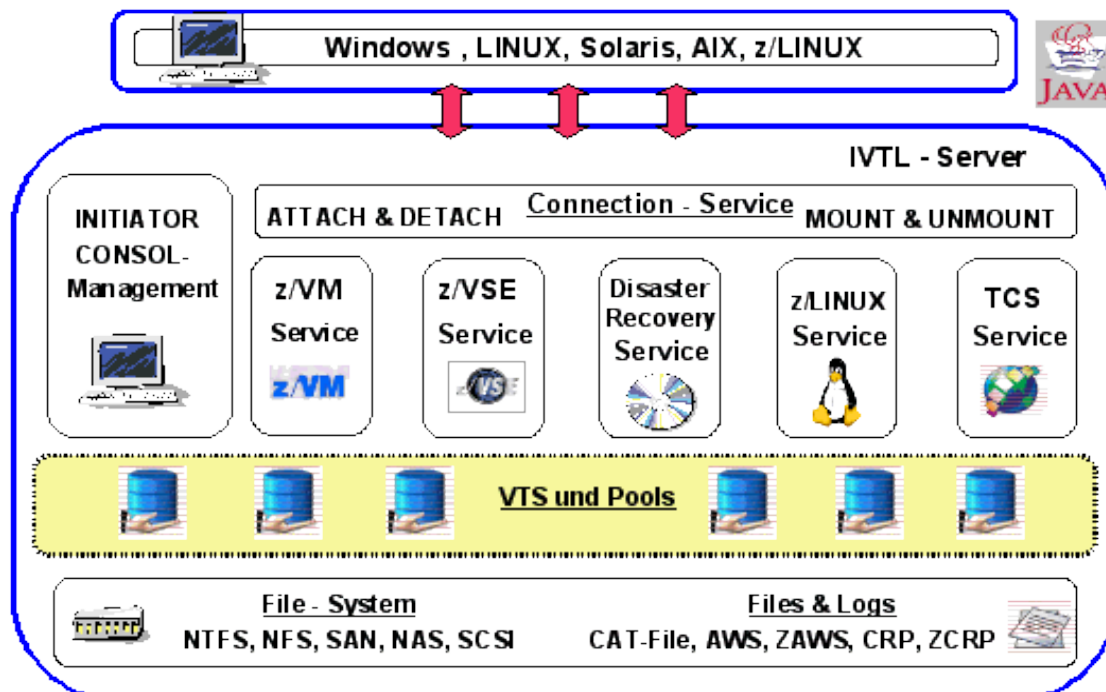 Windows , LINUX, Solaris, AIX, z/LINUX
JAVA
IVTL - Server
INITIATOR
CONSOL-
Management
Connection - Service
ATTACH & DETACH
MOUNT & UNMOUNT
z/VM
Service
z/VM
z/VSE
Service
z/VSE
Disaster
Recovery
Service
z/LINUX
Service
TCS
Service
VTS und Pools
File - System
NTFS, NFS, SAN, NAS, SCSI
Files & Logs
CAT-File, AWS, ZAWS, CRP, ZCRP